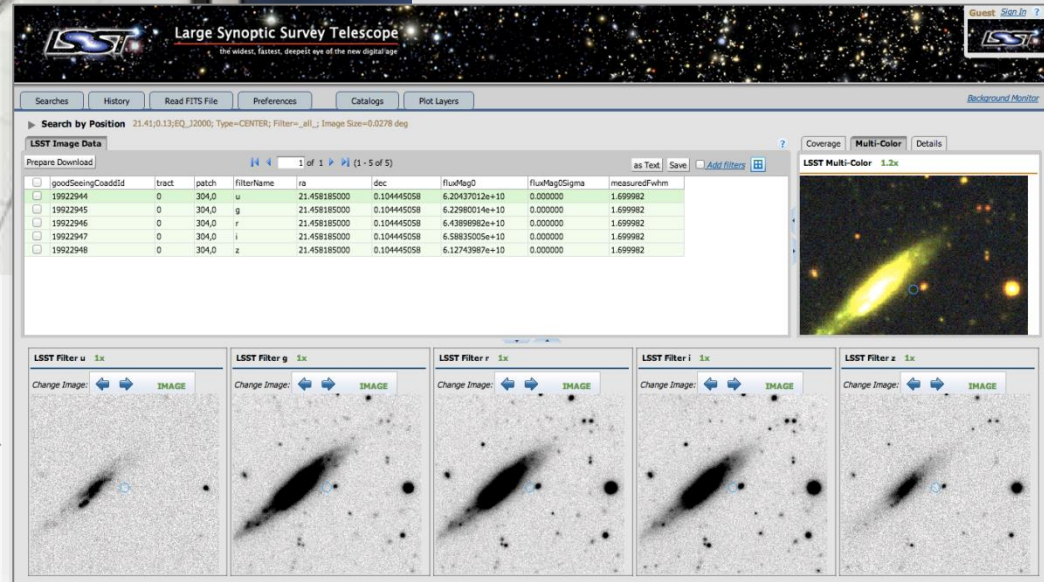 LSST
Large Synoptic Survey Telescope
the widest, fastest, deepest eye of the new digital age
Guest Sign In ?
LSST
Searches History Read FITS File Preferences Catalogs Plot Layers Background Monitor
Search by Position 21.41;0.13;EQ_J2000; Type=CENTER; Filter=_all_; Image Size=0.0278 deg
LSST Image Data ? Coverage Multi-Color Details
Prepare Download 1 of 1 (1 - 5 of 5) as Text Save Add filters LSST Multi-Color 1.2x
goodSeeingCoaddId tract patch filterName ra dec fluxMag0 fluxMag0Sigma measuredFwhm
19922944 0 304,0 u 21.458185000 0.104445058 6.20437012e+10 0.000000 1.699982
19922945 0 304,0 g 21.458185000 0.104445058 6.22980014e+10 0.000000 1.699982
19922946 0 304,0 r 21.458185000 0.104445058 6.43898982e+10 0.000000 1.699982
19922947 0 304,0 i 21.458185000 0.104445058 6.58835005e+10 0.000000 1.699982
19922948 0 304,0 z 21.458185000 0.104445058 6.12743987e+10 0.000000 1.699982
LSST Filter u 1x LSST Filter g 1x LSST Filter r 1x LSST Filter i 1x LSST Filter z 1x
Change Image: IMAGE Change Image: IMAGE Change Image: IMAGE Change Image: IMAGE Change Image: IMAGE